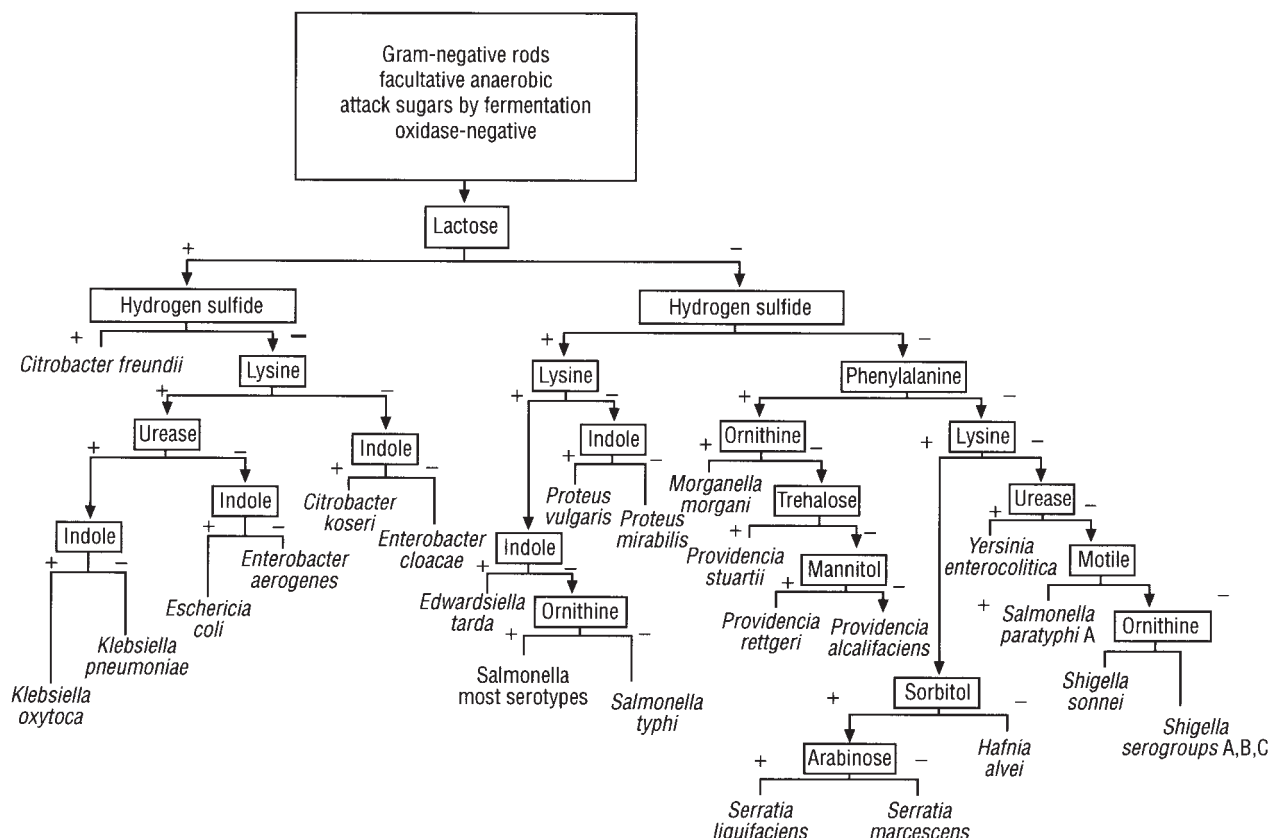 Gram-negative rods
facultative anaerobic
attack sugars by fermentation
oxidase-negative
Lactose
+
−
Hydrogen sulfide
Hydrogen sulfide
+
−
+
−
Citrobacter freundii
Lysine
Lysine
Phenylalanine
+
−
+
−
+
−
Urease
Indole
Indole
Ornithine
Lysine
+
−
+
−
+
−
+
−
+
−
Indole
Indole
Citrobacter
koseri
Enterobacter
cloacae
Proteus
vulgaris
Proteus
mirabilis
Morganella
morgani
Trehalose
Urease
+
−
+
−
+
−
+
−
Enterobacter
aerogenes
Eschericia
coli
Klebsiella
pneumoniae
Klebsiella
oxytoca
Indole
+
−
Edwardsiella
tarda
Ornithine
+
−
Salmonella
most serotypes
Salmonella
typhi
Providencia
stuartii
Mannitol
+
−
Providencia
rettgeri
Providencia
alcalifaciens
Yersinia
enterocolitica
Motile
+
−
Salmonella
paratyphi A
Ornithine
Shigella
sonnei
Shigella
serogroups A,B,C
Sorbitol
+
−
Hafnia
alvei
Arabinose
+
−
Serratia
liquifaciens
Serratia
marcescens